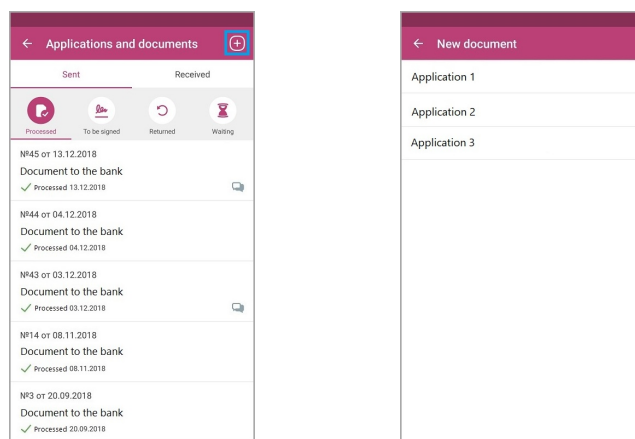 Applications and documents
Sent Received
Processed To be signed Returned Waiting
№45 от 13.12.2018
Document to the bank
Processed 13.12.2018
№44 от 04.12.2018
Document to the bank
Processed 04.12.2018
№43 от 03.12.2018
Document to the bank
Processed 03.12.2018
№14 от 08.11.2018
Document to the bank
Processed 08.11.2018
№3 от 20.09.2018
Document to the bank
Processed 20.09.2018
New document
Application 1
Application 2
Application 3